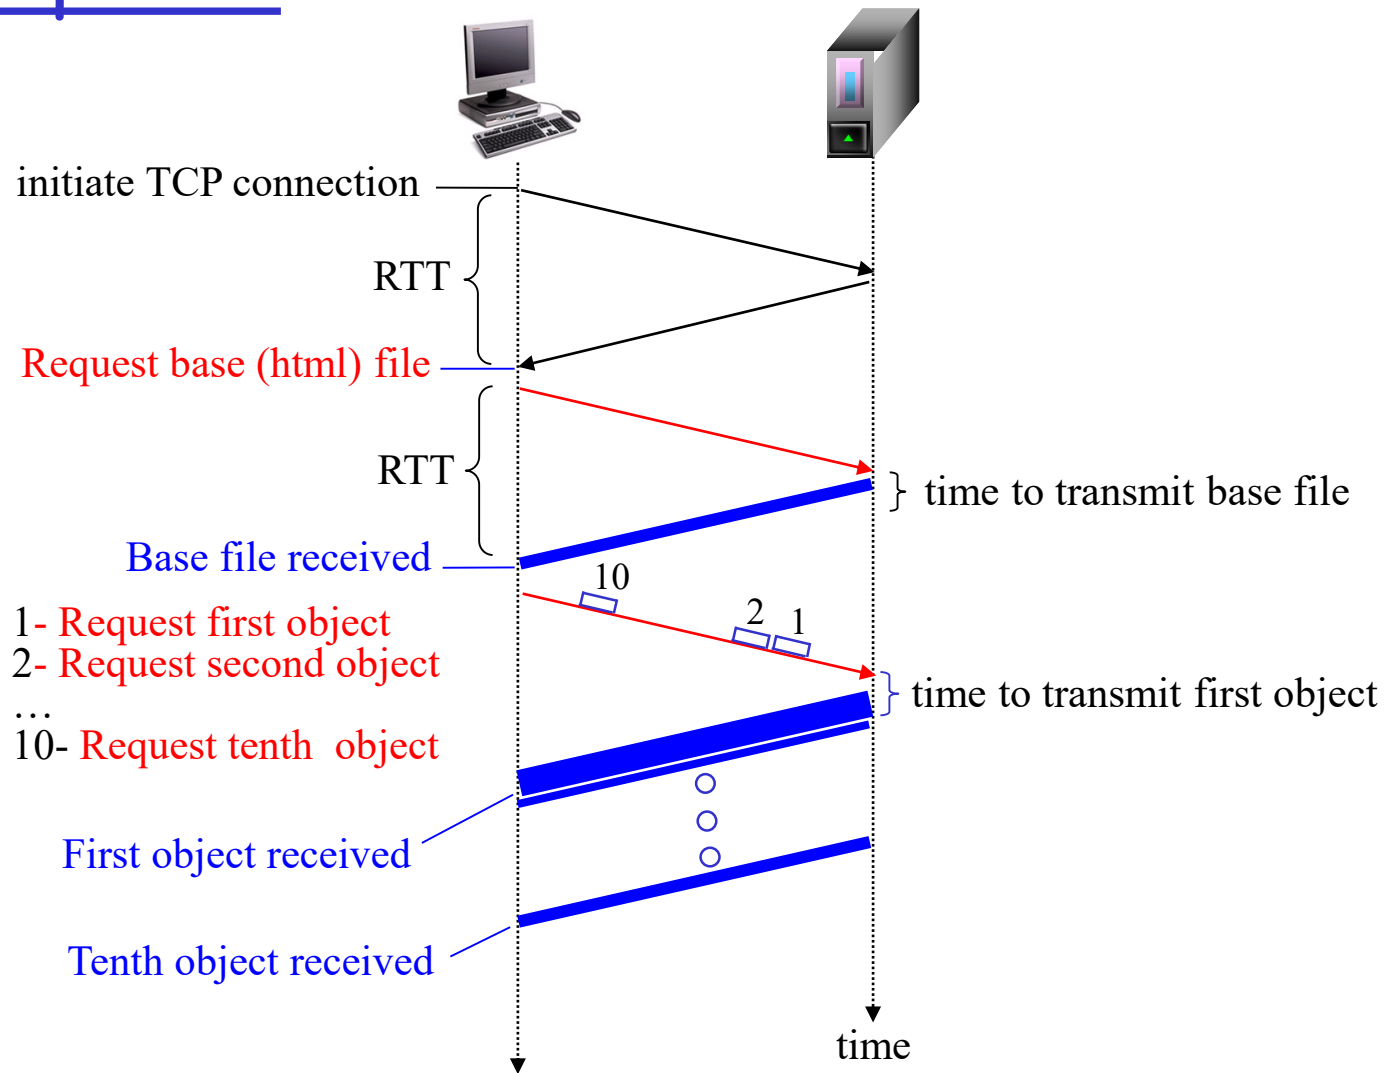 initiate TCP connection
RTT
Request base (html) file
RTT
time to transmit base file
Base file received
10
2
1
1- Request first object
2- Request second object
…
10- Request tenth object
time to transmit first object
First object received
Tenth object received
time